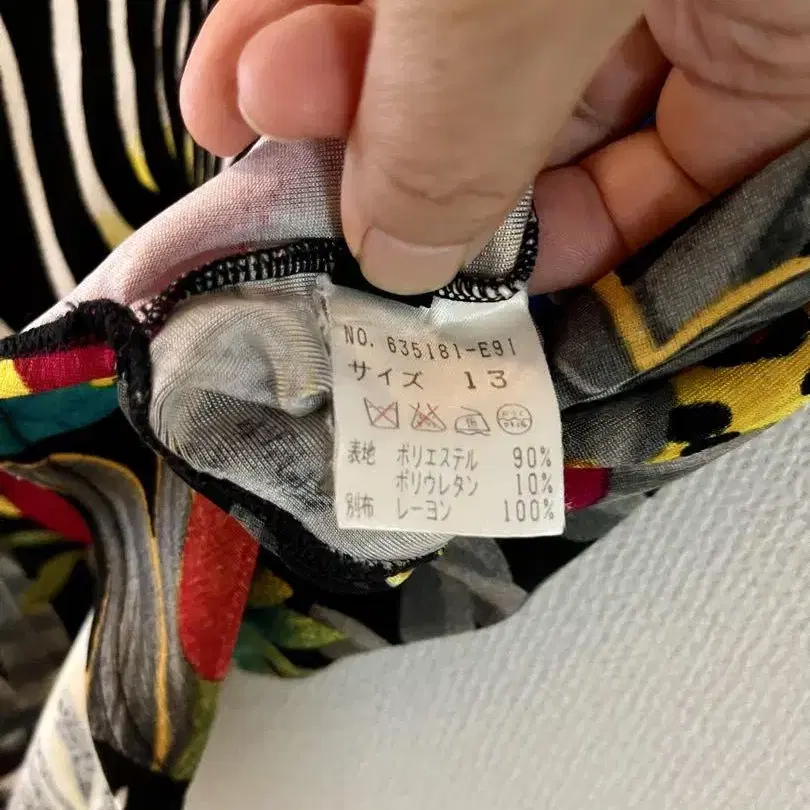 NO. 635181-E91
サイズ 13
表地 ポリエステル 90%
ポリウレタン 10%
別布 レーヨン 100%